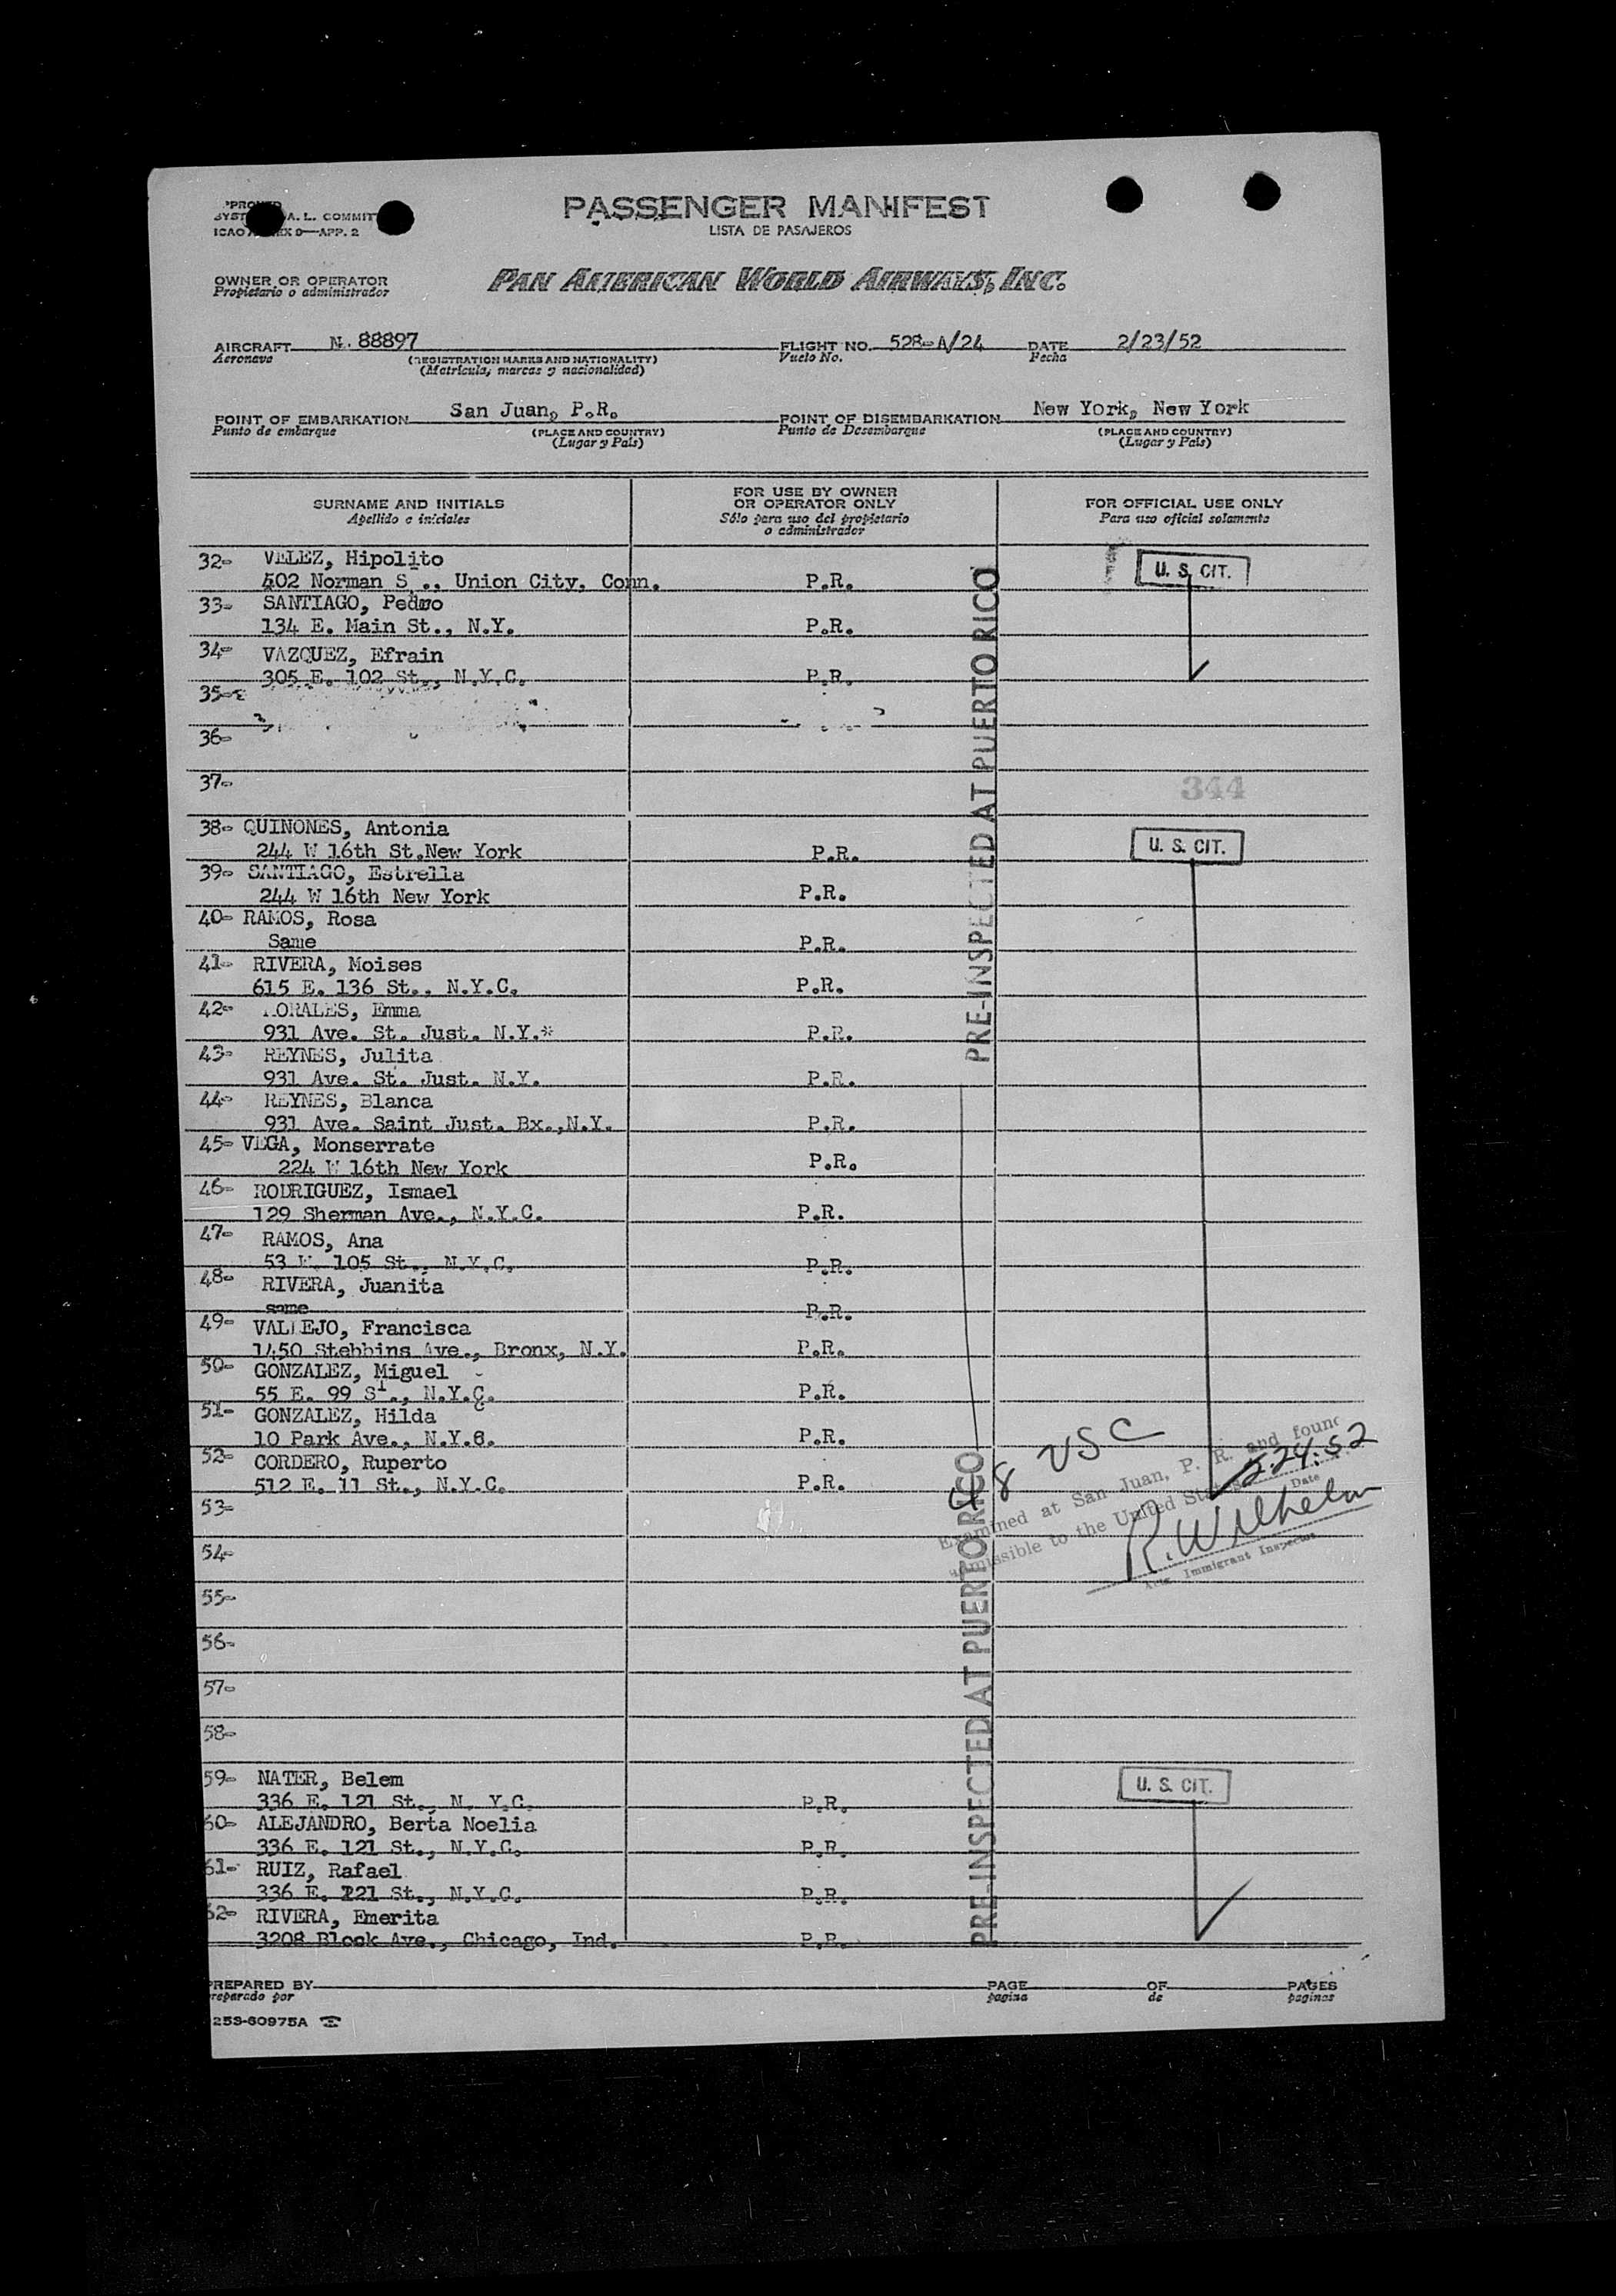 PASSENGER MANIFEST
LISTA DE PASAJEROS
A. L. COMMIT
ICAO 9—APP. 2
OWNER OR OPERATOR
Propietario o administrador
PAN AMERICAN WORLD AIRWAYS, INC.
AIRCRAFT N. 88897 FLIGHT NO. 528-A/24 DATE 2/23/52
Aeronave (REGISTRATION MARKS AND NATIONALITY) Vuelo No. Fecha
(Matrícula, marcas y nacionalidad)
POINT OF EMBARKATION San Juan, P.R. POINT OF DISEMBARKATION New York, New York
Punto de embarque (PLACE AND COUNTRY) Punto de Desembarque (PLACE AND COUNTRY)
(Lugar y País) (Lugar y País)
SURNAME AND INITIALS FOR USE BY OWNER OR OPERATOR ONLY FOR OFFICIAL USE ONLY
Apellido e iniciales Sólo para uso del propietario o administrador Para uso oficial solamente
32- VELEZ, Hipolito U. S. CIT.
502 Norman S ., Union City, Conn. P.R.
33- SANTIAGO, Pedro
134 E. Main St., N.Y. P.R.
34- VAZQUEZ, Efrain
305 E. 102 St., N.Y.C. P.R.
35-
36-
37- 344
38- QUINONES, Antonia U. S. CIT.
244 W 16th St.New York P.R.
39- SANTIAGO, Estrella
244 W 16th New York P.R.
40- RAMOS, Rosa
Same P.R.
41- RIVERA, Moises
615 E. 136 St.. N.Y.C. P.R.
42- MORALES, Emma
931 Ave. St. Just. N.Y.* P.R.
43- REYNES, Julita
931 Ave. St. Just. N.Y. P.R.
44- REYNES, Blanca
931 Ave. Saint Just. Bx.,N.Y. P.R.
45- VEGA, Monserrate
224 W 16th New York P.R.
46- RODRIGUEZ, Ismael
129 Sherman Ave., N.Y.C. P.R.
47- RAMOS, Ana
53 W. 105 St., N.Y.C. P.R.
48- RIVERA, Juanita
same P.R.
49- VALLEJO, Francisca
1450 Stebbins Ave., Bronx, N.Y. P.R.
50- GONZALEZ, Miguel
55 E. 99 St., N.Y.C. P.R.
51- GONZALEZ, Hilda
10 Park Ave., N.Y.C. P.R.
52- CORDERO, Ruperto
512 E. 11 St., N.Y.C. P.R.
53-
54-
55-
56-
57-
58-
59- NATER, Belem U. S. CIT.
336 E. 121 St., N. Y.C. P.R.
60- ALEJANDRO, Berta Noelia
336 E. 121 St., N.Y.C. P.R.
61- RUIZ, Rafael
336 E. 121 St., N.Y.C. P.R.
62- RIVERA, Emerita
3208 Block Ave., Chicago, Ind. P.R.
PRE-INSPECTED AT PUERTO RICO
PRE-INSPECTED AT PUERTO RICO
48 USC
Examined at San Juan, P. R. and found
admissible to the United States 2.24.52
Date
R. Wilhelm
Immigrant Inspector
PREPARED BY PAGE OF PAGES
reparado por pagina de paginas
253-60975A